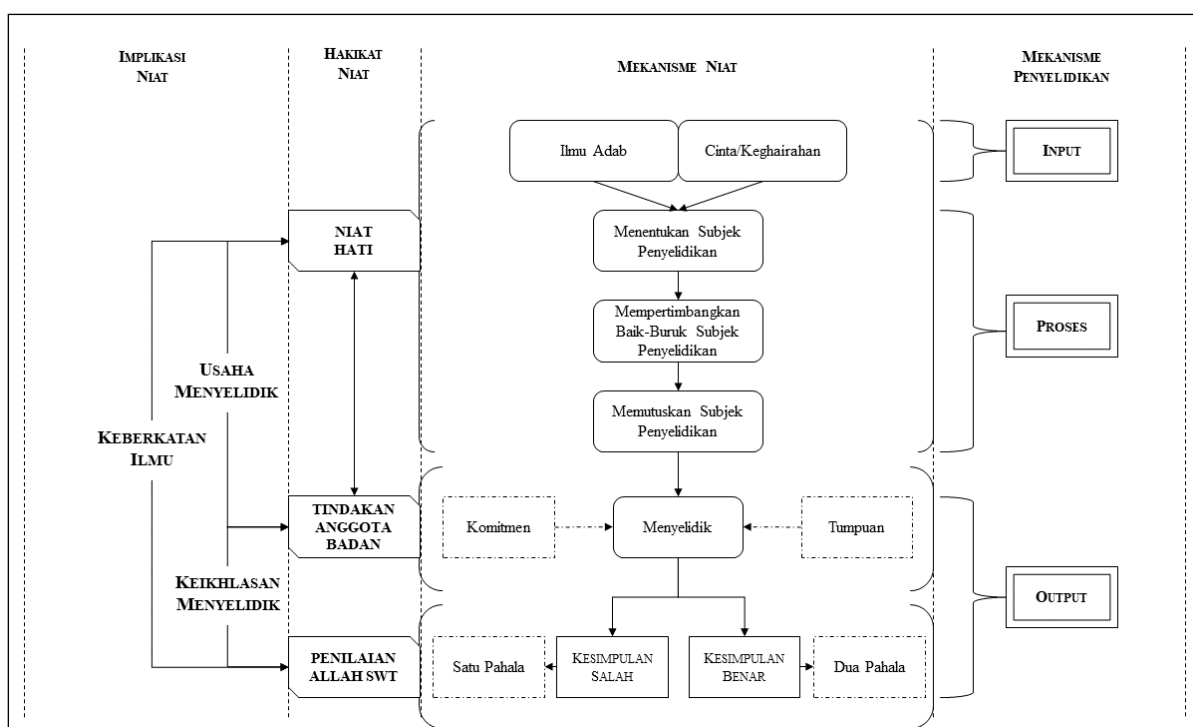 IMPLIKASI
NIAT
HAKIKAT
NIAT
MEKANISME NIAT
MEKANISME
PENYELIDIKAN
Ilmu Adab
Cinta/Keghairahan
INPUT
NIAT
HATI
Menentukan Subjek
Penyelidikan
Mempertimbangkan
Baik-Buruk Subjek
Penyelidikan
PROSES
USAHA
MENYELIDIK
Memutuskan Subjek
Penyelidikan
KEBERKATAN
ILMU
TINDAKAN
ANGGOTA
BADAN
Komitmen
Menyelidik
Tumpuan
KEIKHLASAN
MENYELIDIK
OUTPUT
PENILAIAN
ALLAH SWT
Satu Pahala
KESIMPULAN
SALAH
KESIMPULAN
BENAR
Dua Pahala